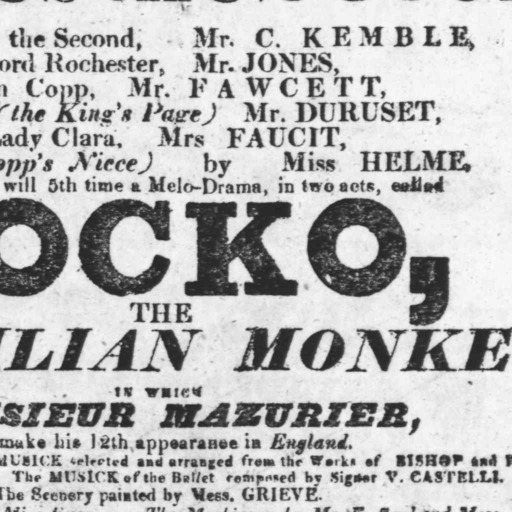 the Second, Mr. C. KEMBLE,
ord Rochester, Mr. JONES,
n Copp, Mr. FAWCETT,
(the King's Page) Mr. DURUSET,
Lady Clara, Mrs FAUCIT,
opp's Niece) by Miss HELME,
will 5th time a Melo-Drama, in two acts, called
OCKO,
THE
ILIAN MONKE
IN WHICH
SIEUR MAZURIER,
make his 12th appearance in England.
MUSICK selected and arranged from the Works of BISHOP and
The MUSICK of the Ballet composed by Signor V. CASTELLI.
The Scenery painted by Mess. GRIEVE.